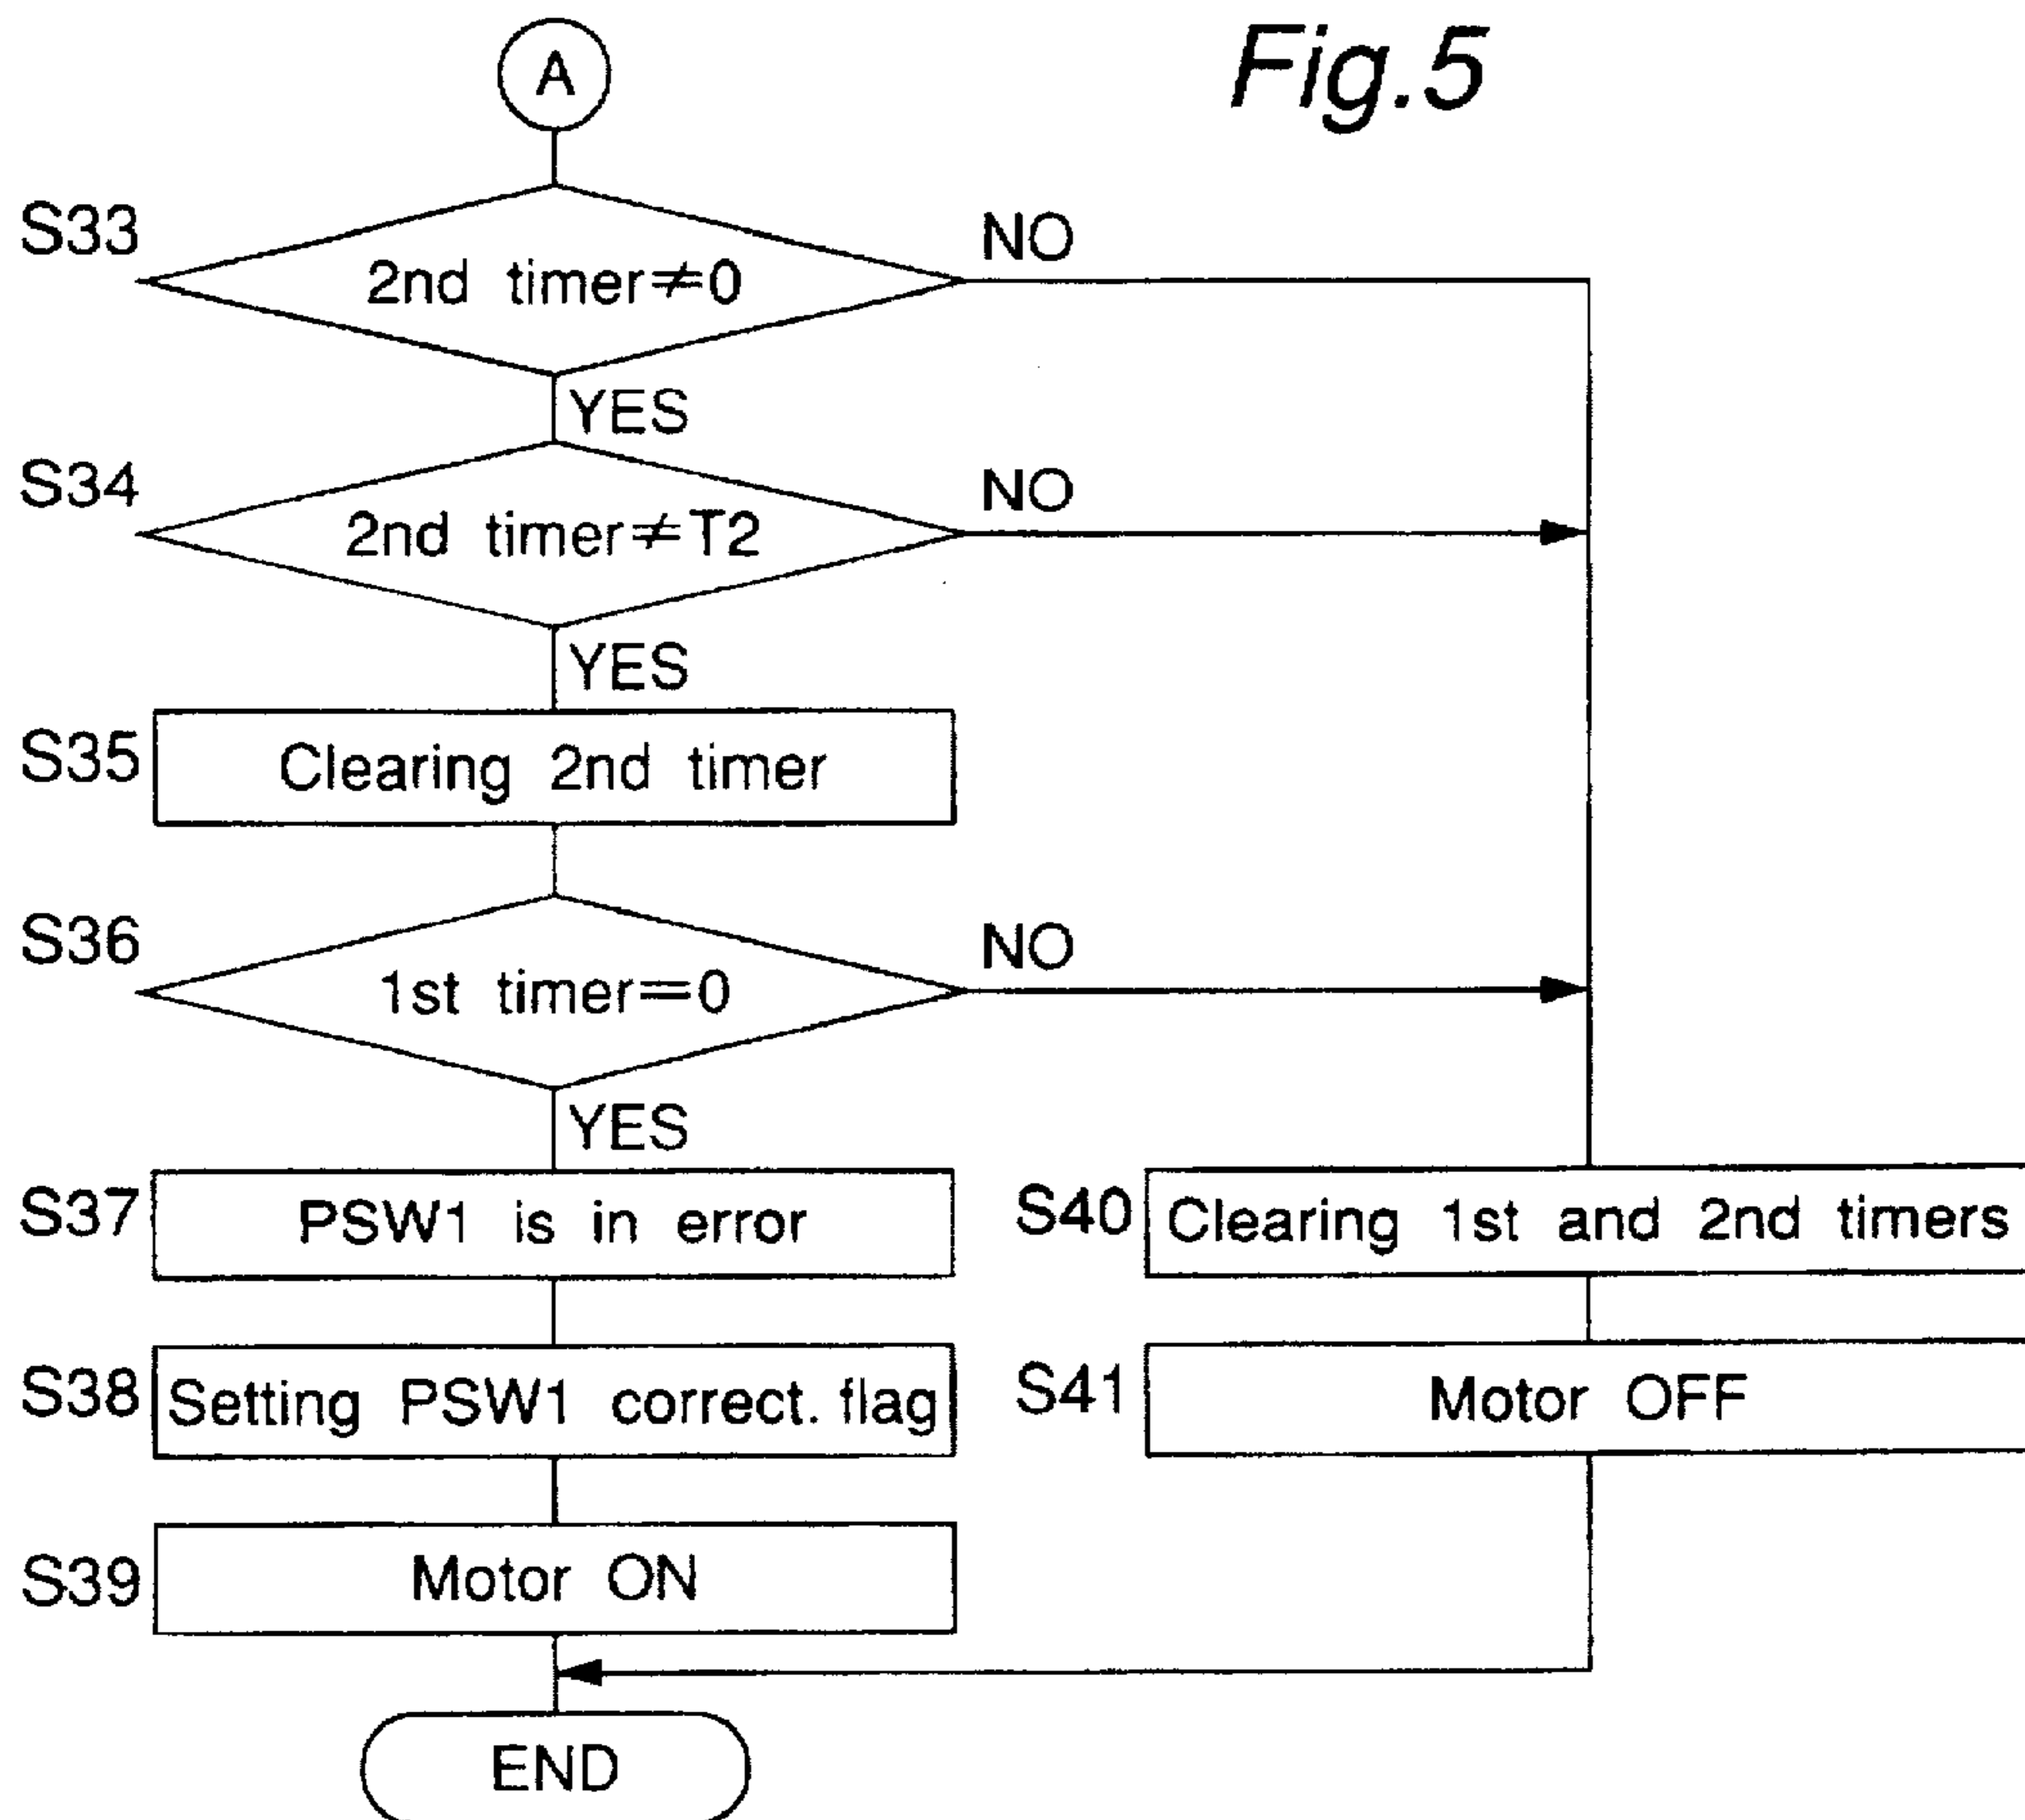 Fig.5
A
S33
2nd timer≠0
NO
YES
S34
2nd timer≠T2
NO
YES
S35
Clearing 2nd timer
S36
1st timer=0
NO
YES
S37
PSW1 is in error
S40
Clearing 1st and 2nd timers
S38
Setting PSW1 correct. flag
S41
Motor OFF
S39
Motor ON
END